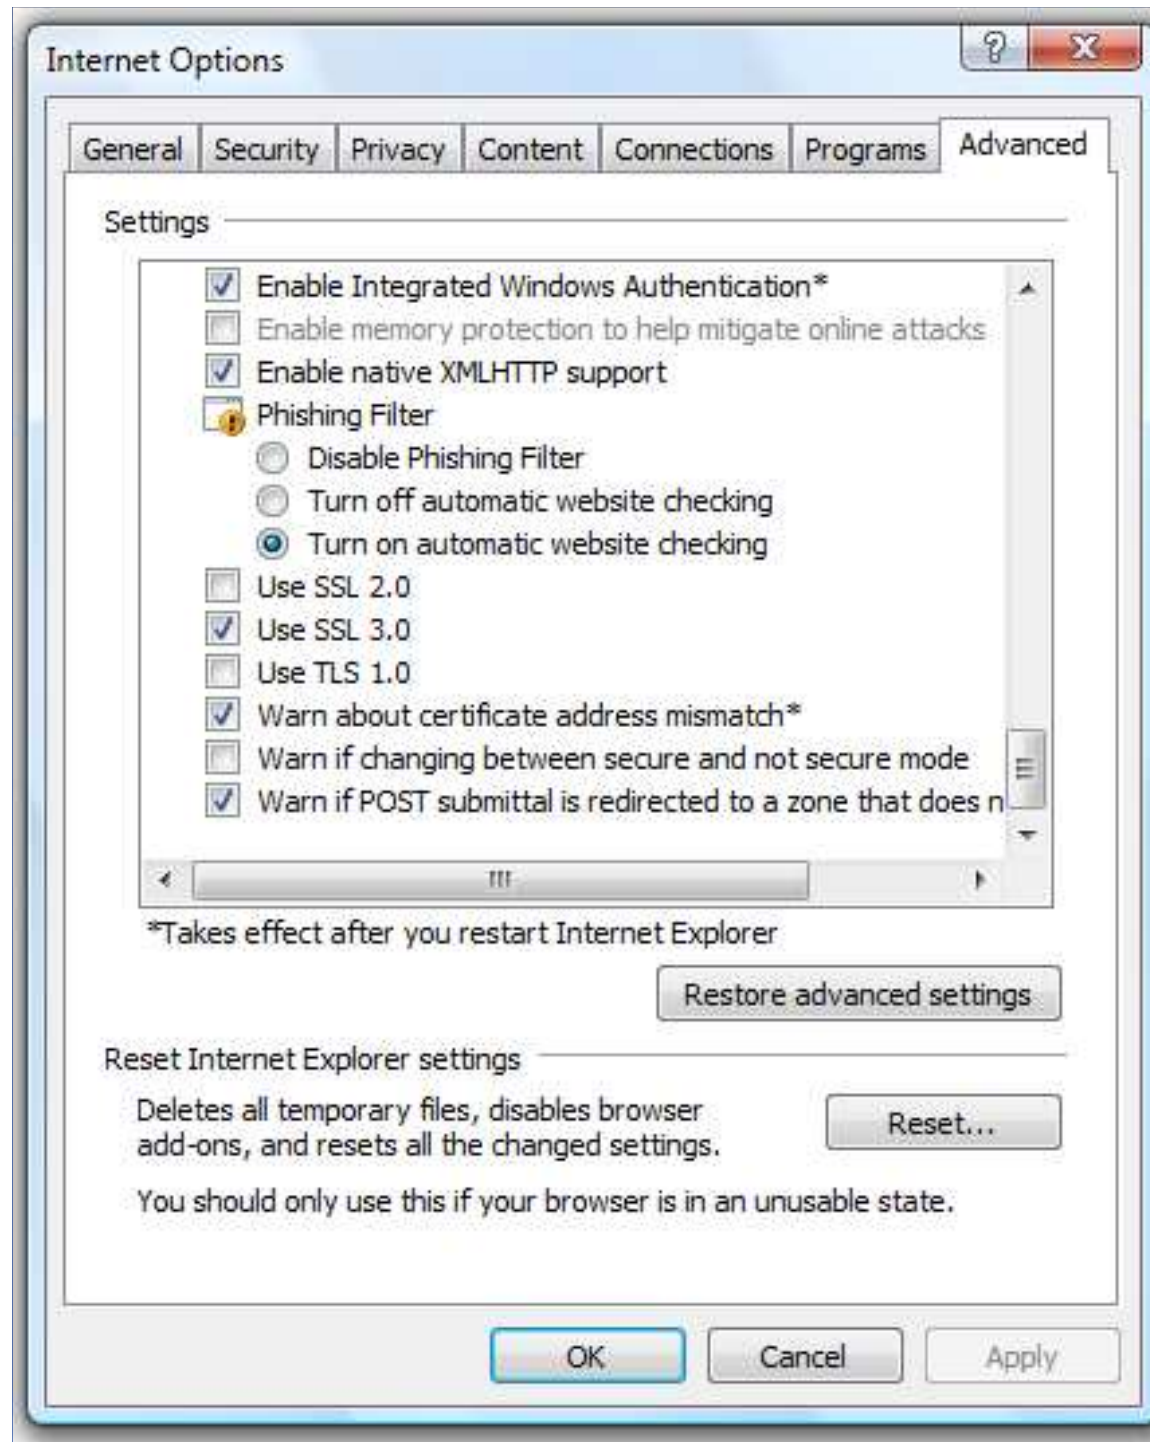 Internet Options
General Security Privacy Content Connections Programs Advanced
Settings
Enable Integrated Windows Authentication*
Enable memory protection to help mitigate online attacks
Enable native XMLHTTP support
Phishing Filter
Disable Phishing Filter
Turn off automatic website checking
Turn on automatic website checking
Use SSL 2.0
Use SSL 3.0
Use TLS 1.0
Warn about certificate address mismatch*
Warn if changing between secure and not secure mode
Warn if POST submittal is redirected to a zone that does n
*Takes effect after you restart Internet Explorer
Restore advanced settings
Reset Internet Explorer settings
Deletes all temporary files, disables browser
add-ons, and resets all the changed settings.
Reset...
You should only use this if your browser is in an unusable state.
OK Cancel Apply